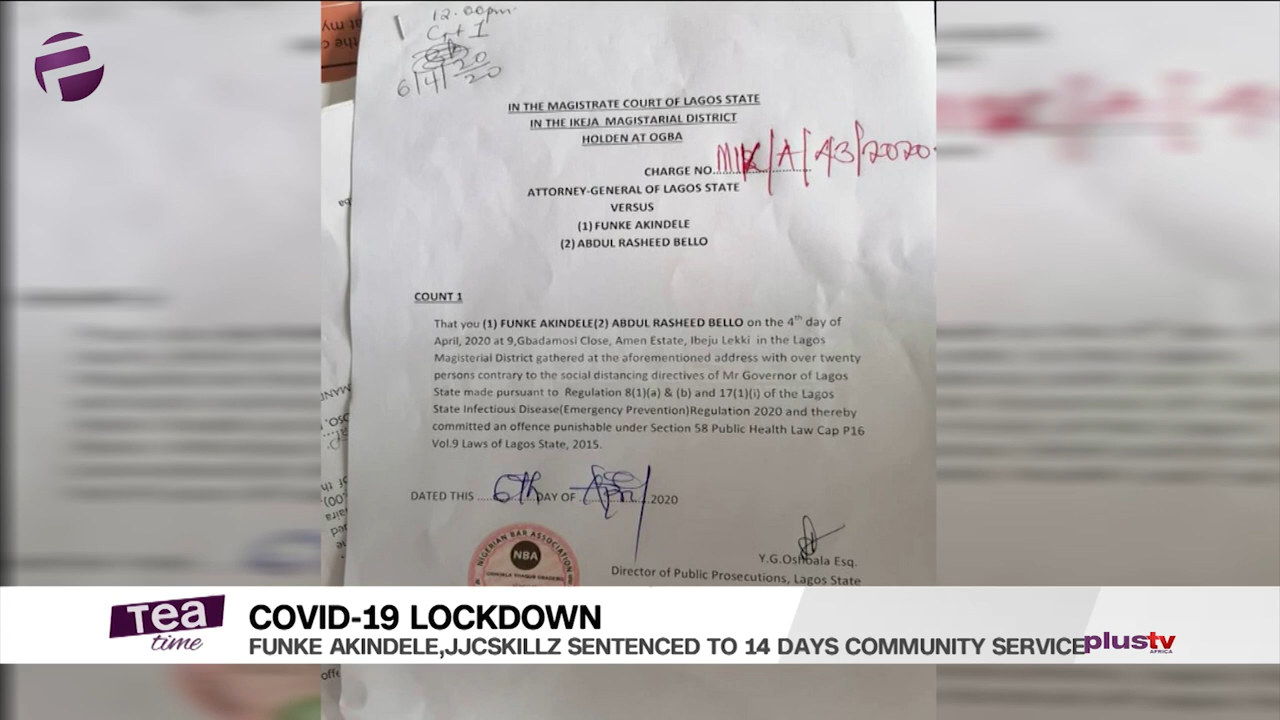 12.00pm
6/4/2020
IN THE MAGISTRATE COURT OF LAGOS STATE
IN THE IKEJA MAGISTARIAL DISTRICT
HOLDEN AT OGBA
CHARGE NO. MIK/A/43/2020
ATTORNEY-GENERAL OF LAGOS STATE
VERSUS
(1) FUNKE AKINDELE
(2) ABDUL RASHEED BELLO
COUNT 1
That you (1) FUNKE AKINDELE(2) ABDUL RASHEED BELLO on the 4th day of
April, 2020 at 9,Gbadamosi Close, Amen Estate, Ibeju Lekki in the Lagos
Magisterial District gathered at the aforementioned address with over twenty
persons contrary to the social distancing directives of Mr Governor of Lagos
State made pursuant to Regulation 8(1)(a) & (b) and 17(1)(i) of the Lagos
State Infectious Disease(Emergency Prevention)Regulation 2020 and thereby
committed an offence punishable under Section 58 Public Health Law Cap P16
Vol.9 Laws of Lagos State, 2015.
DATED THIS ..... 6th DAY OF April 2020
NIGERIAN BAR ASSOCIATION
NBA
Y.G.Oshoala Esq.
Director of Public Prosecutions, Lagos State
Tea time
COVID-19 LOCKDOWN
FUNKE AKINDELE,JJCSKILLZ SENTENCED TO 14 DAYS COMMUNITY SERVICE
plustv
AFRICA